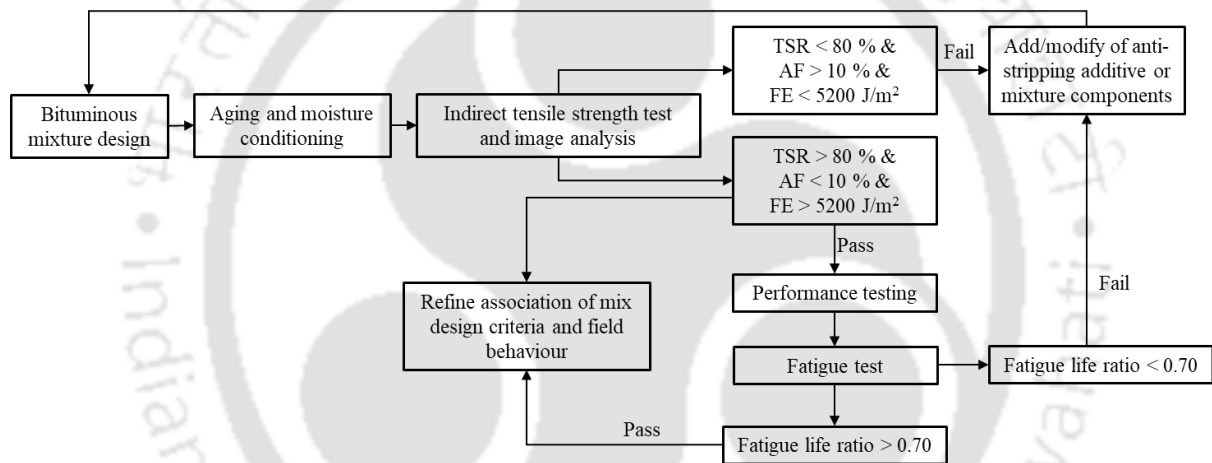 Bituminous
mixture design
Aging and moisture
conditioning
Indirect tensile strength test
and image analysis
TSR < 80 % &
AF > 10 % &
FE < 5200 J/m²
Fail
Add/modify of anti-
stripping additive or
mixture components
TSR > 80 % &
AF < 10 % &
FE > 5200 J/m²
Pass
Performance testing
Refine association of mix
design criteria and field
behaviour
Fatigue test
Fatigue life ratio < 0.70
Fail
Pass
Fatigue life ratio > 0.70
Indian